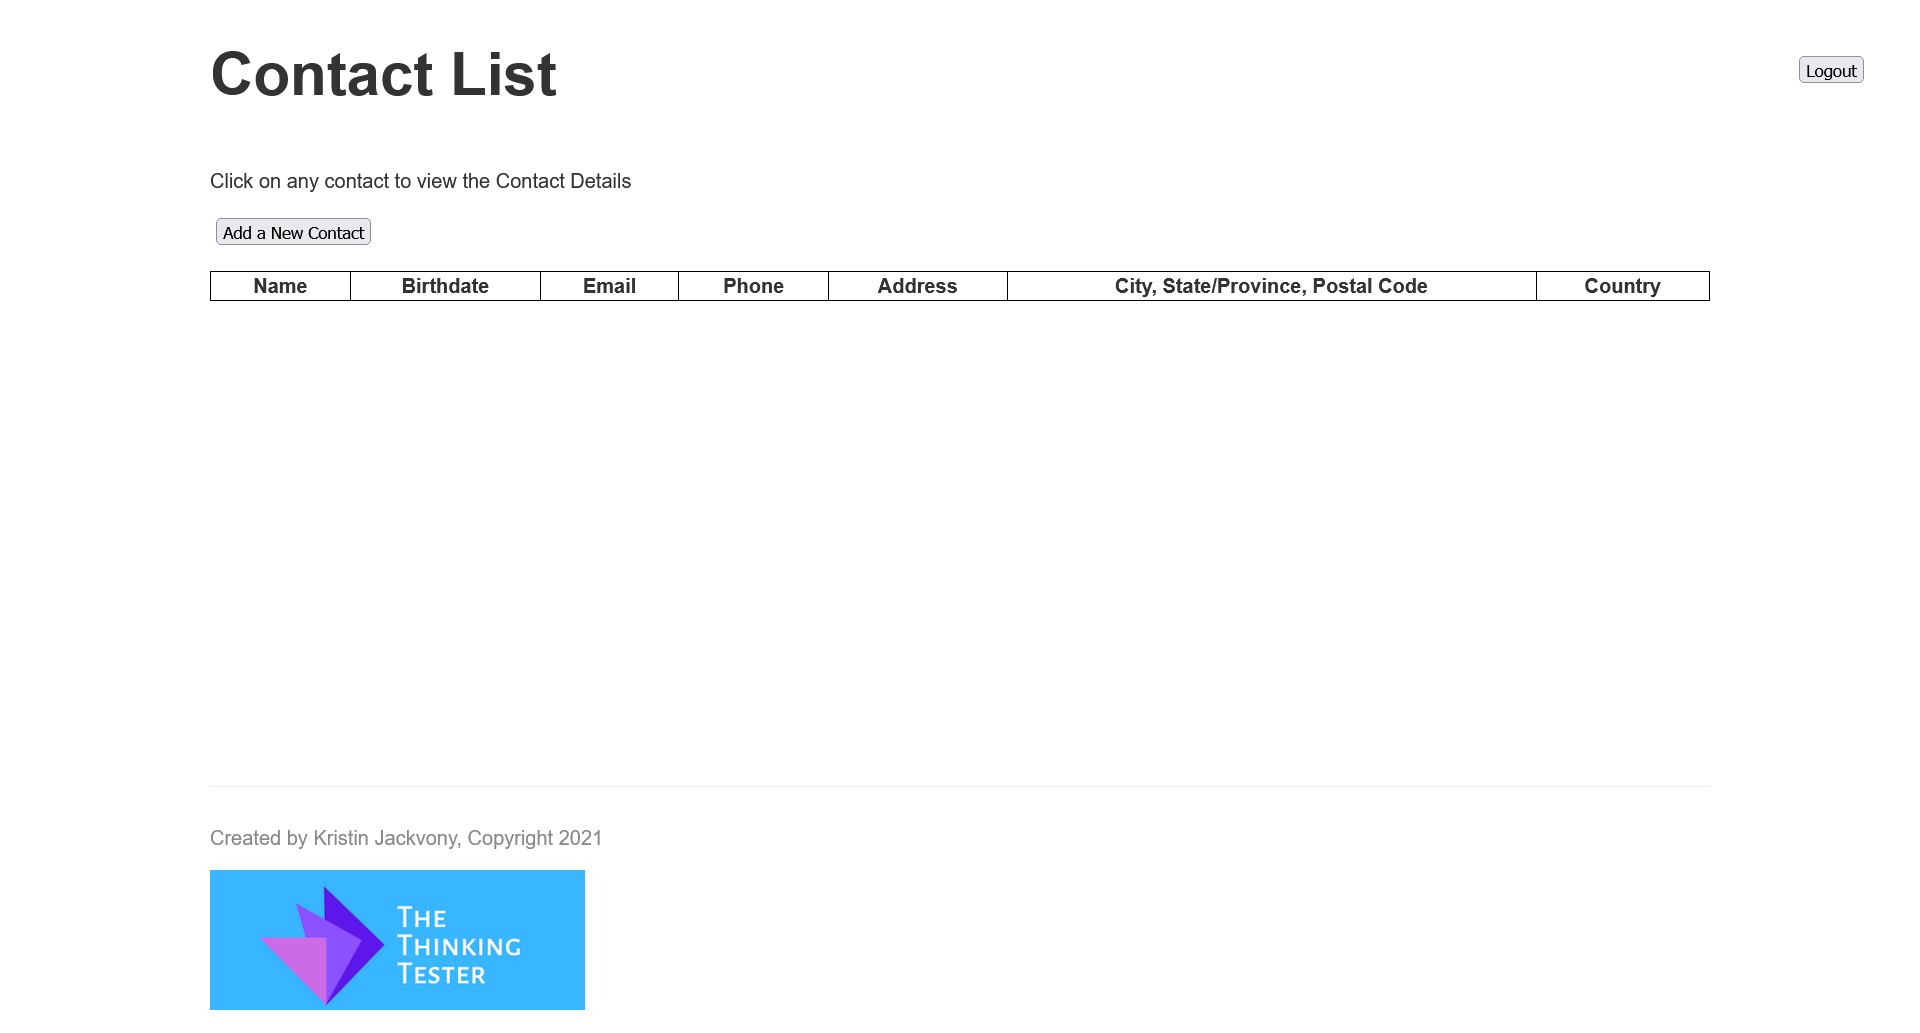 Contact List
Logout
Click on any contact to view the Contact Details
Add a New Contact
Name Birthdate Email Phone Address City, State/Province, Postal Code Country
Created by Kristin Jackvony, Copyright 2021
THE
THINKING
TESTER